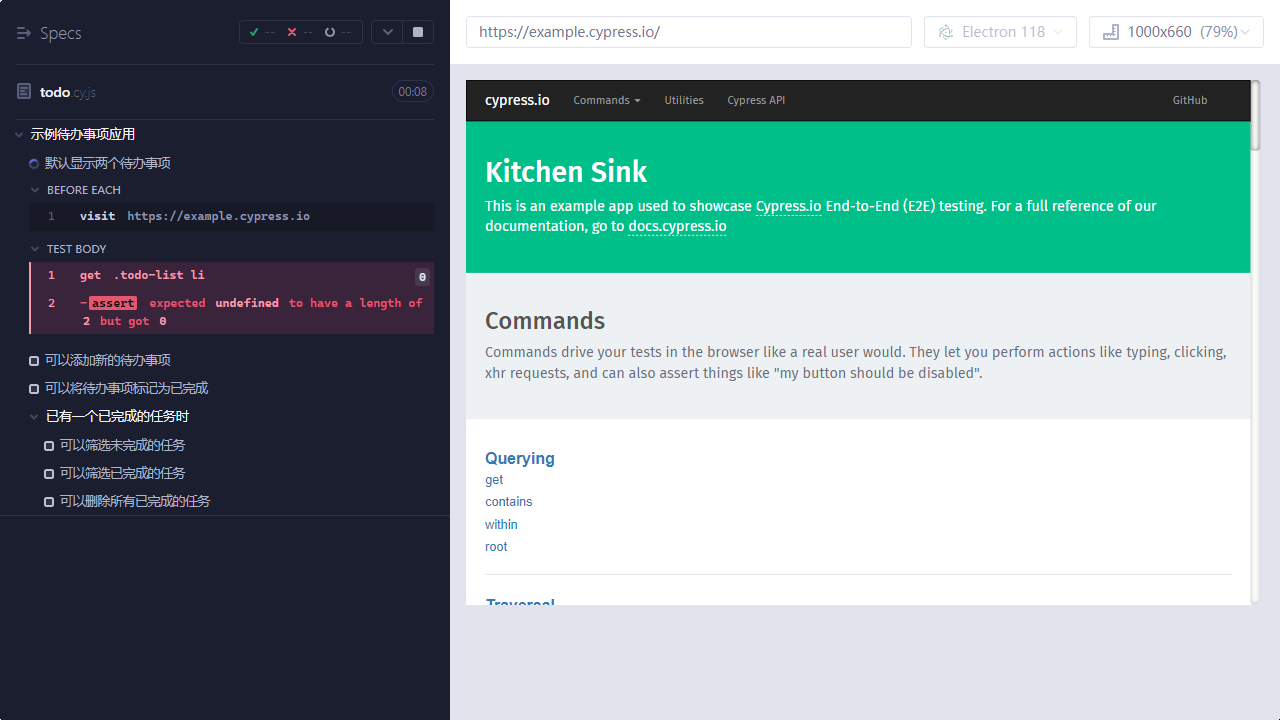 Specs
-- -- --
todo.cy.js
00:08
示例待办事项应用
默认显示两个待办事项
BEFORE EACH
1 visit https://example.cypress.io
TEST BODY
1 get .todo-list li 0
2 -assert expected undefined to have a length of
2 but got 0
可以添加新的待办事项
可以将待办事项标记为已完成
已有一个已完成的任务时
可以筛选未完成的任务
可以筛选已完成的任务
可以删除所有已完成的任务
https://example.cypress.io/
Electron 118
1000x660 (79%)
cypress.io Commands Utilities Cypress API GitHub
Kitchen Sink
This is an example app used to showcase Cypress.io End-to-End (E2E) testing. For a full reference of our
documentation, go to docs.cypress.io
Commands
Commands drive your tests in the browser like a real user would. They let you perform actions like typing, clicking,
xhr requests, and can also assert things like "my button should be disabled".
Querying
get
contains
within
root
Traversal